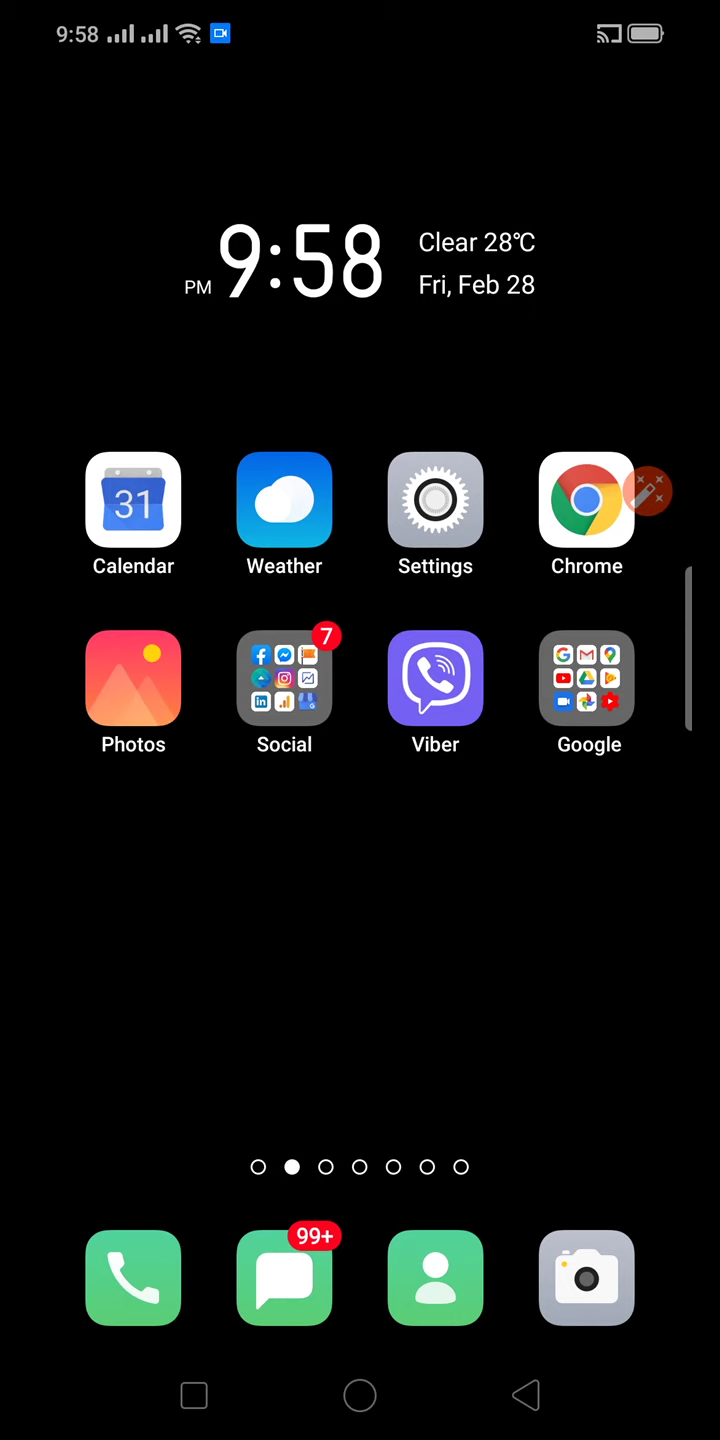 9:58
PM 9:58
Clear 28℃
Fri, Feb 28
31
Calendar
Weather
Settings
Chrome
7
Photos
Social
Viber
Google
99+